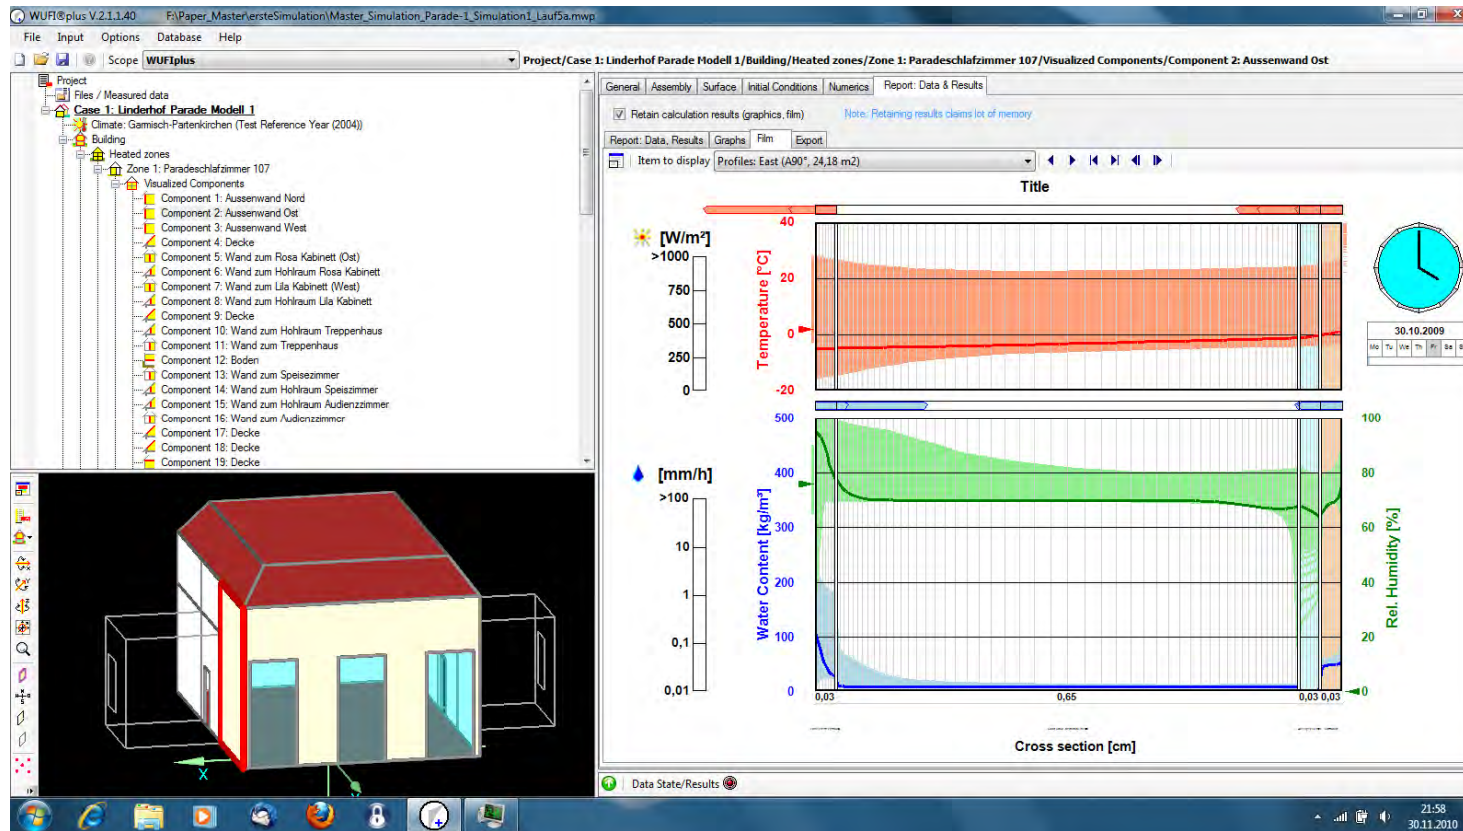 WUFI®plus V.2.1.1.40 F:\Paper_Master\ersteSimulation\Master_Simulation_Parade-1_Simulation1_Lauf5a.mwp
File Input Options Database Help
Scope WUFIplus Project/Case 1: Linderhof Parade Modell 1/Building/Heated zones/Zone 1: Paradeschlafzimmer 107/Visualized Components/Component 2: Aussenwand Ost
Project
Files / Measured data
Case 1: Linderhof Parade Modell 1
Climate: Garmisch-Partenkirchen (Test Reference Year (2004))
Building
Heated zones
Zone 1: Paradeschlafzimmer 107
Visualized Components
Component 1: Aussenwand Nord
Component 2: Aussenwand Ost
Component 3: Aussenwand West
Component 4: Decke
Component 5: Wand zum Rosa Kabinett (Ost)
Component 6: Wand zum Hohlraum Rosa Kabinett
Component 7: Wand zum Lila Kabinett (West)
Component 8: Wand zum Hohlraum Lila Kabinett
Component 9: Decke
Component 10: Wand zum Hohlraum Treppenhaus
Component 11: Wand zum Treppenhaus
Component 12: Boden
Component 13: Wand zum Speisezimmer
Component 14: Wand zum Hohlraum Speiszimmer
Component 15: Wand zum Hohlraum Audienzzimmer
Component 16: Wand zum Audienzzimmer
Component 17: Decke
Component 18: Decke
Component 19: Decke
X
Y
General Assembly Surface Initial Conditions Numerics Report: Data & Results
Retain calculation results (graphics, film) Note: Retaining results claims lot of memory
Report: Data, Results Graphs Film Export
Item to display Profiles: East (A90°, 24,18 m2)
Title
[W/m²]
>1000
750
500
250
0
Temperature [°C]
40
20
0
-20
30.10.2009
Mo Tu We Th Fr Sa S
[mm/h]
>100
10
1
0,1
0,01
Water Content [kg/m³]
500
400
300
200
100
0
100
80
60
40
20
0
Rel. Humidity [%]
0,03 0,65 0,03 0,03
Cross section [cm]
Data State/Results
21:58
30.11.2010